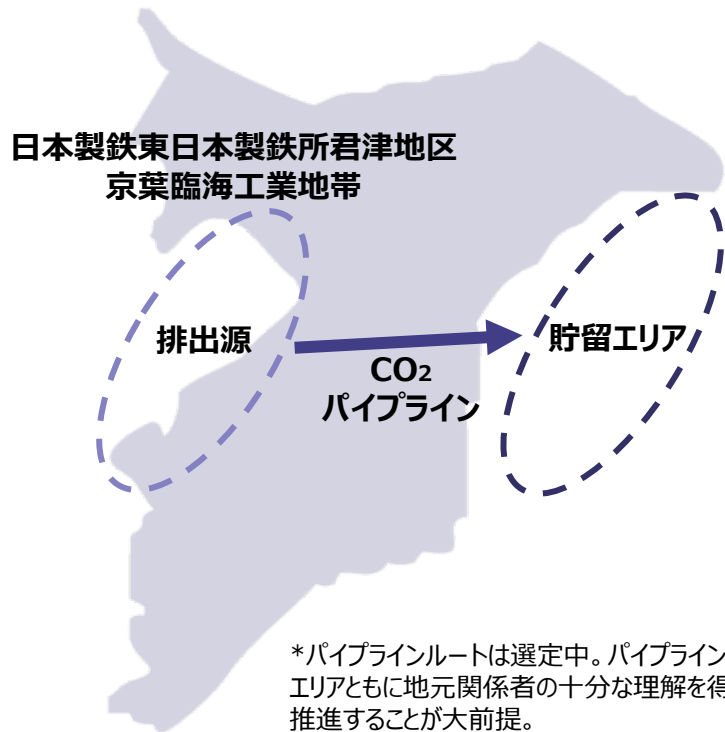 日本製鉄東日本製鉄所君津地区
京葉臨海工業地帯
排出源
貯留エリア
CO₂
パイプライン
*パイプラインルートは選定中。パイプライン
エリアともに地元関係者の十分な理解を得
推進することが大前提。